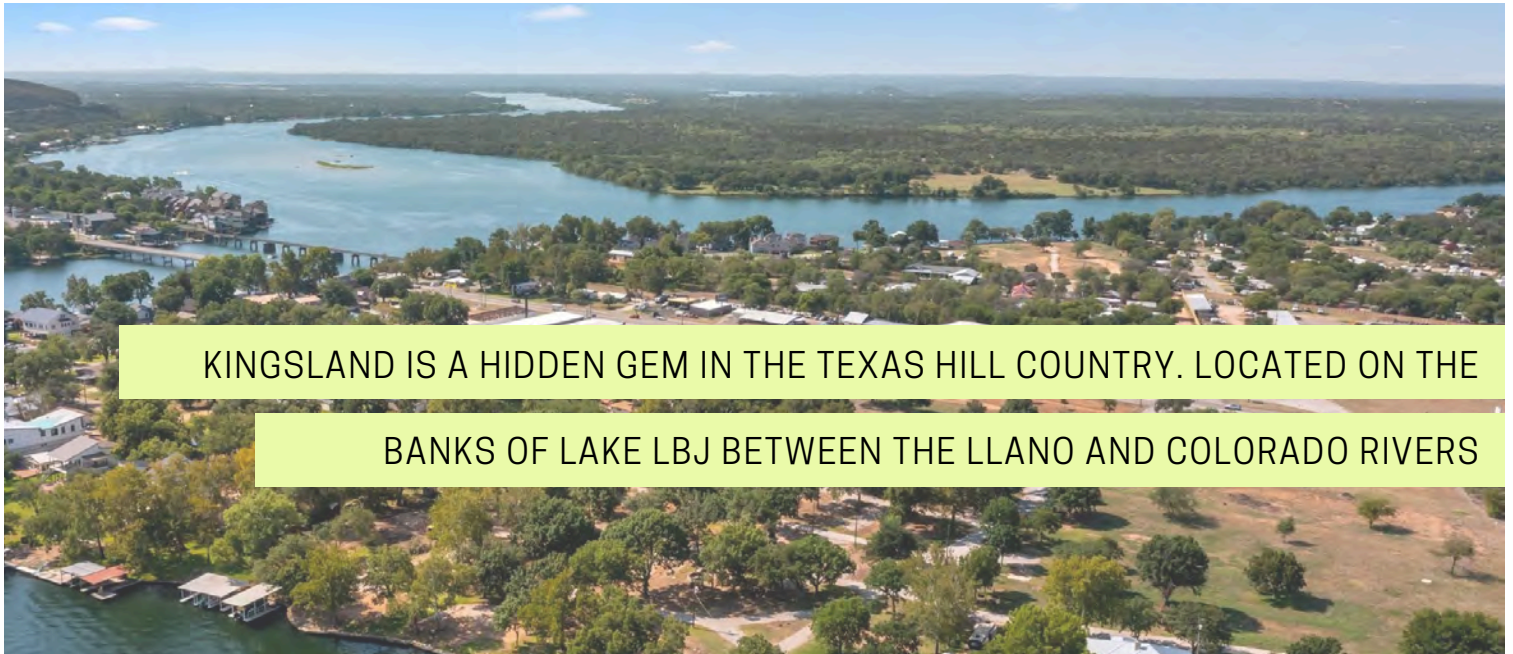 KINGSLAND IS A HIDDEN GEM IN THE TEXAS HILL COUNTRY. LOCATED ON THE
BANKS OF LAKE LBJ BETWEEN THE LLANO AND COLORADO RIVERS